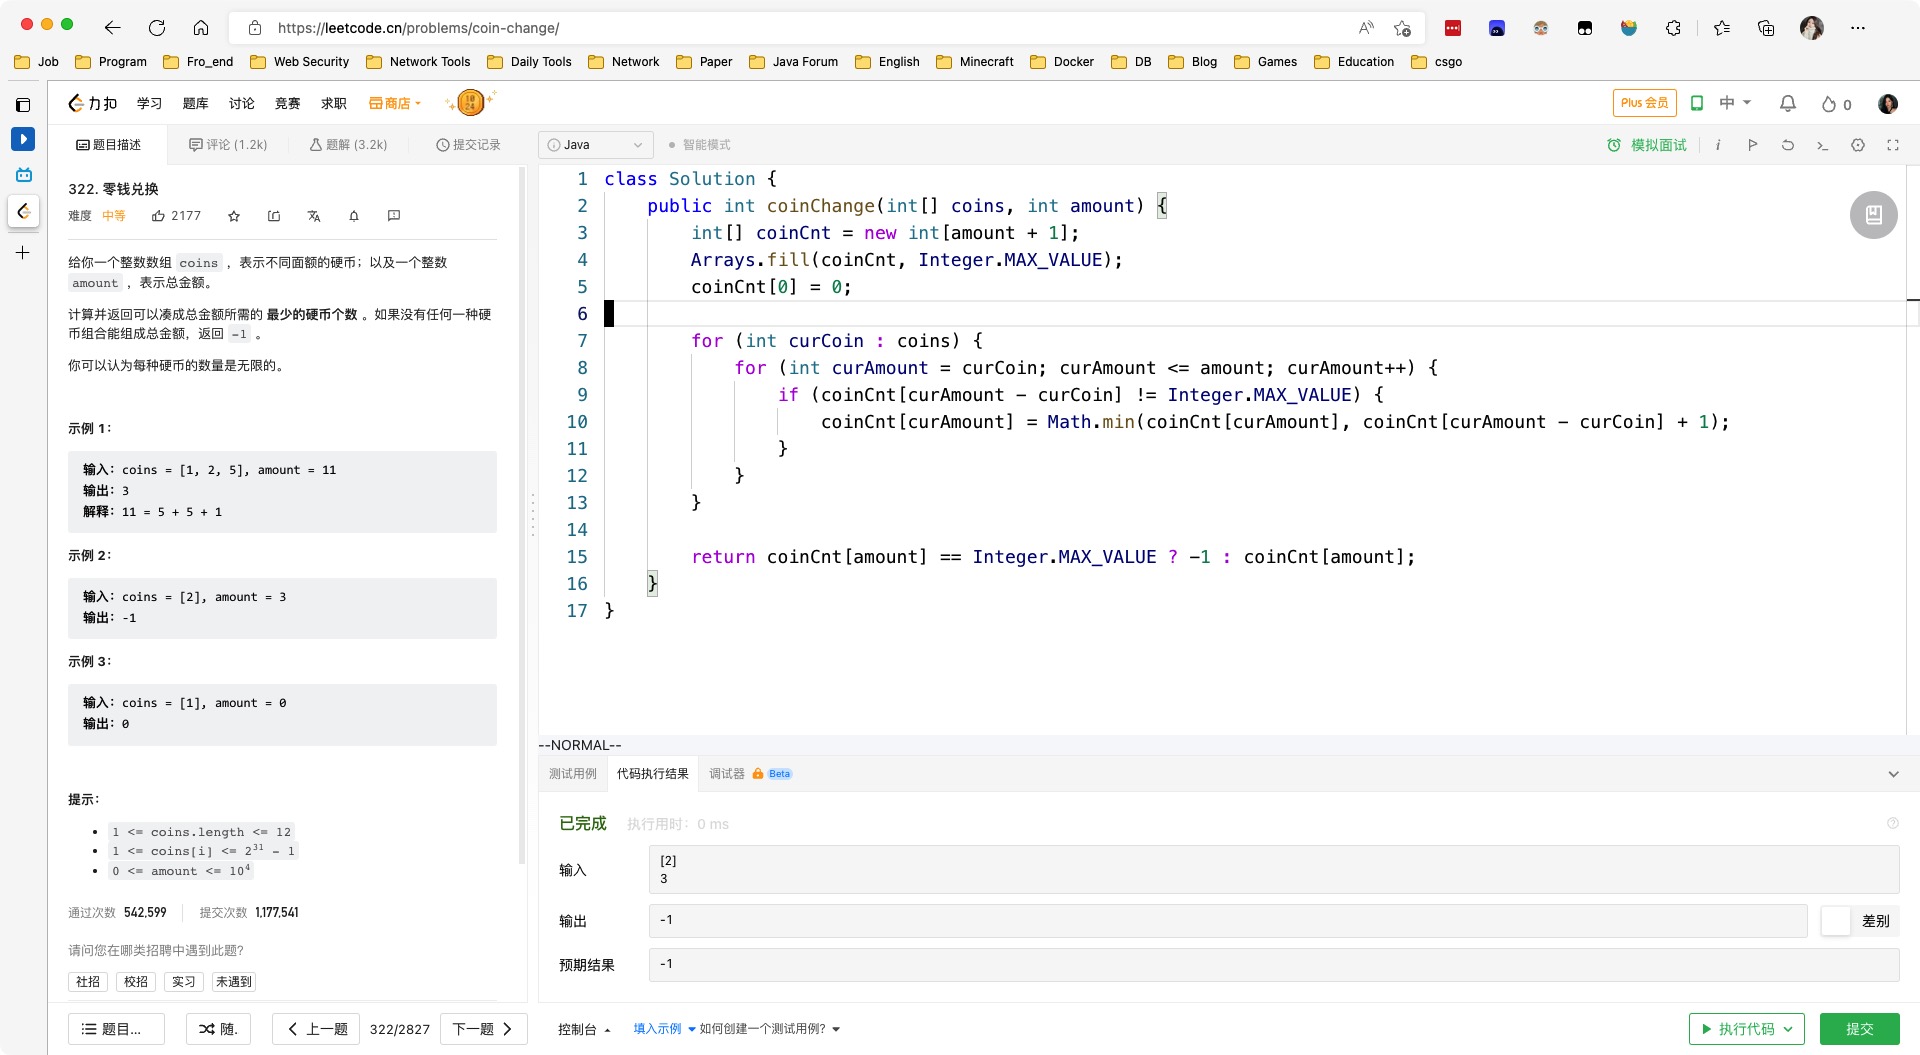 https://leetcode.cn/problems/coin-change/
Job Program Fro_end Web Security Network Tools Daily Tools Network Paper Java Forum English Minecraft Docker DB Blog Games Education csgo
力扣 学习 题库 讨论 竞赛 求职 商店 Plus 会员 中 0
题目描述 评论 (1.2k) 题解 (3.2k) 提交记录 Java 智能模式 模拟面试
322. 零钱兑换
难度 中等 2177
给你一个整数数组 coins ，表示不同面额的硬币；以及一个整数
amount ，表示总金额。
计算并返回可以凑成总金额所需的 最少的硬币个数 。如果没有任何一种硬
币组合能组成总金额，返回 -1 。
你可以认为每种硬币的数量是无限的。
示例 1：
输入：coins = [1, 2, 5], amount = 11
输出：3
解释：11 = 5 + 5 + 1
示例 2：
输入：coins = [2], amount = 3
输出：-1
示例 3：
输入：coins = [1], amount = 0
输出：0
提示：
1 <= coins.length <= 12
1 <= coins[i] <= 2^31 - 1
0 <= amount <= 10^4
通过次数 542,599 提交次数 1,177,541
请问您在哪类招聘中遇到此题？
社招 校招 实习 未遇到
题目... 随. 上一题 322/2827 下一题
1 class Solution {
2 public int coinChange(int[] coins, int amount) {
3 int[] coinCnt = new int[amount + 1];
4 Arrays.fill(coinCnt, Integer.MAX_VALUE);
5 coinCnt[0] = 0;
6
7 for (int curCoin : coins) {
8 for (int curAmount = curCoin; curAmount <= amount; curAmount++) {
9 if (coinCnt[curAmount - curCoin] != Integer.MAX_VALUE) {
10 coinCnt[curAmount] = Math.min(coinCnt[curAmount], coinCnt[curAmount - curCoin] + 1);
11 }
12 }
13 }
14
15 return coinCnt[amount] == Integer.MAX_VALUE ? -1 : coinCnt[amount];
16 }
17 }
--NORMAL--
测试用例 代码执行结果 调试器 Beta
已完成 执行用时：0 ms
输入
[2]
3
输出 -1 差别
预期结果 -1
控制台 填入示例 如何创建一个测试用例? 执行代码 提交